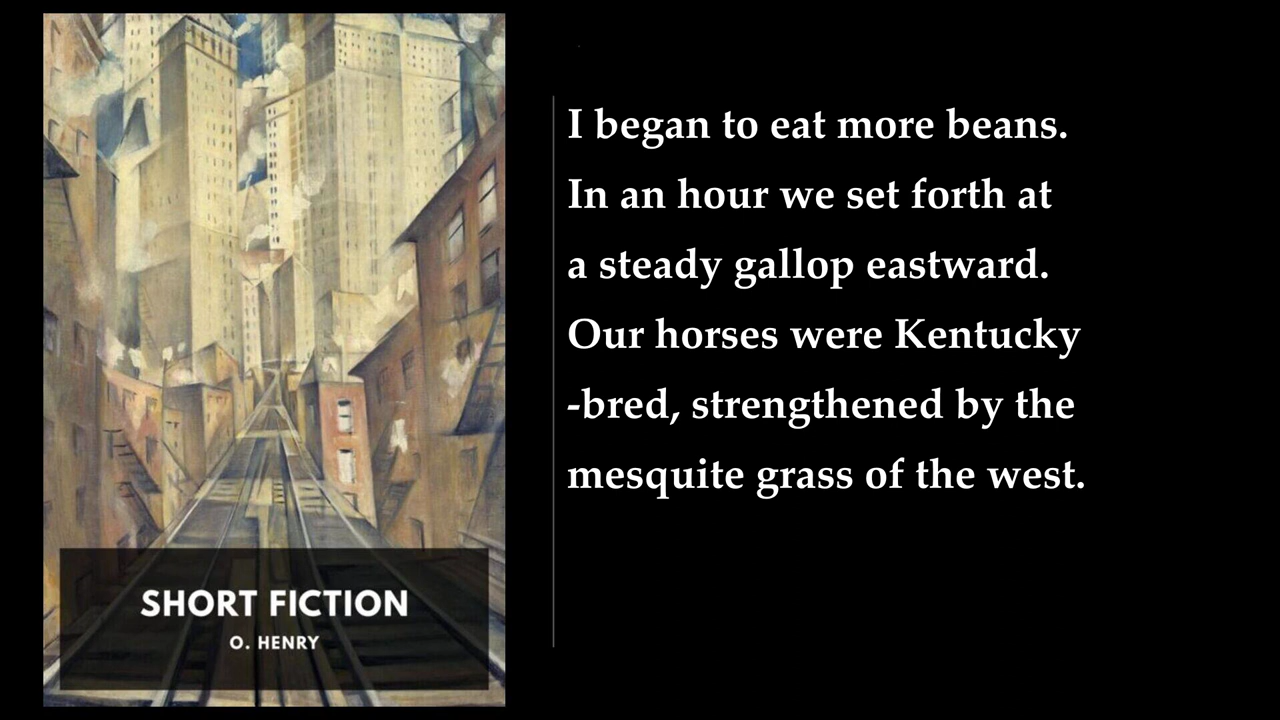 SHORT FICTION
O. HENRY
I began to eat more beans.
In an hour we set forth at
a steady gallop eastward.
Our horses were Kentucky
-bred, strengthened by the
mesquite grass of the west.